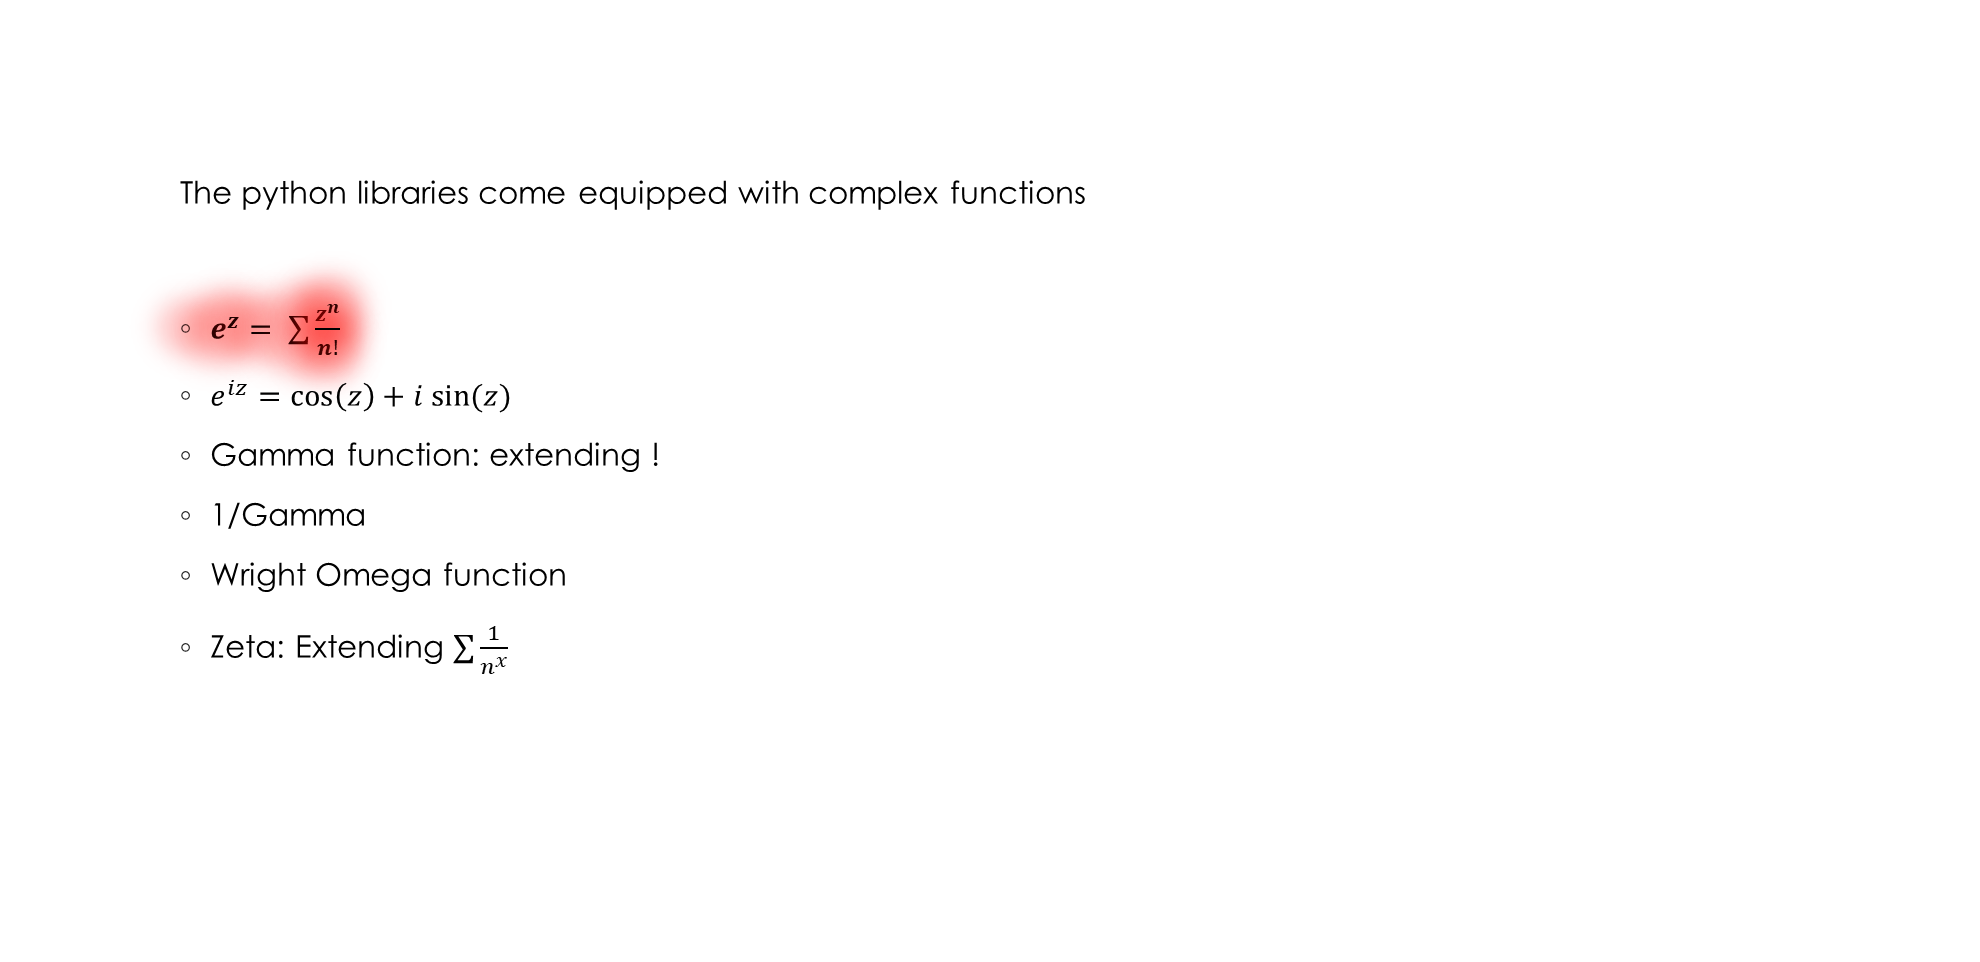 The python libraries come equipped with complex functions
◦ e^z = ∑ z^n/n!
◦ e^{iz} = cos(z) + i sin(z)
◦ Gamma function: extending !
◦ 1/Gamma
◦ Wright Omega function
◦ Zeta: Extending ∑ 1/n^x